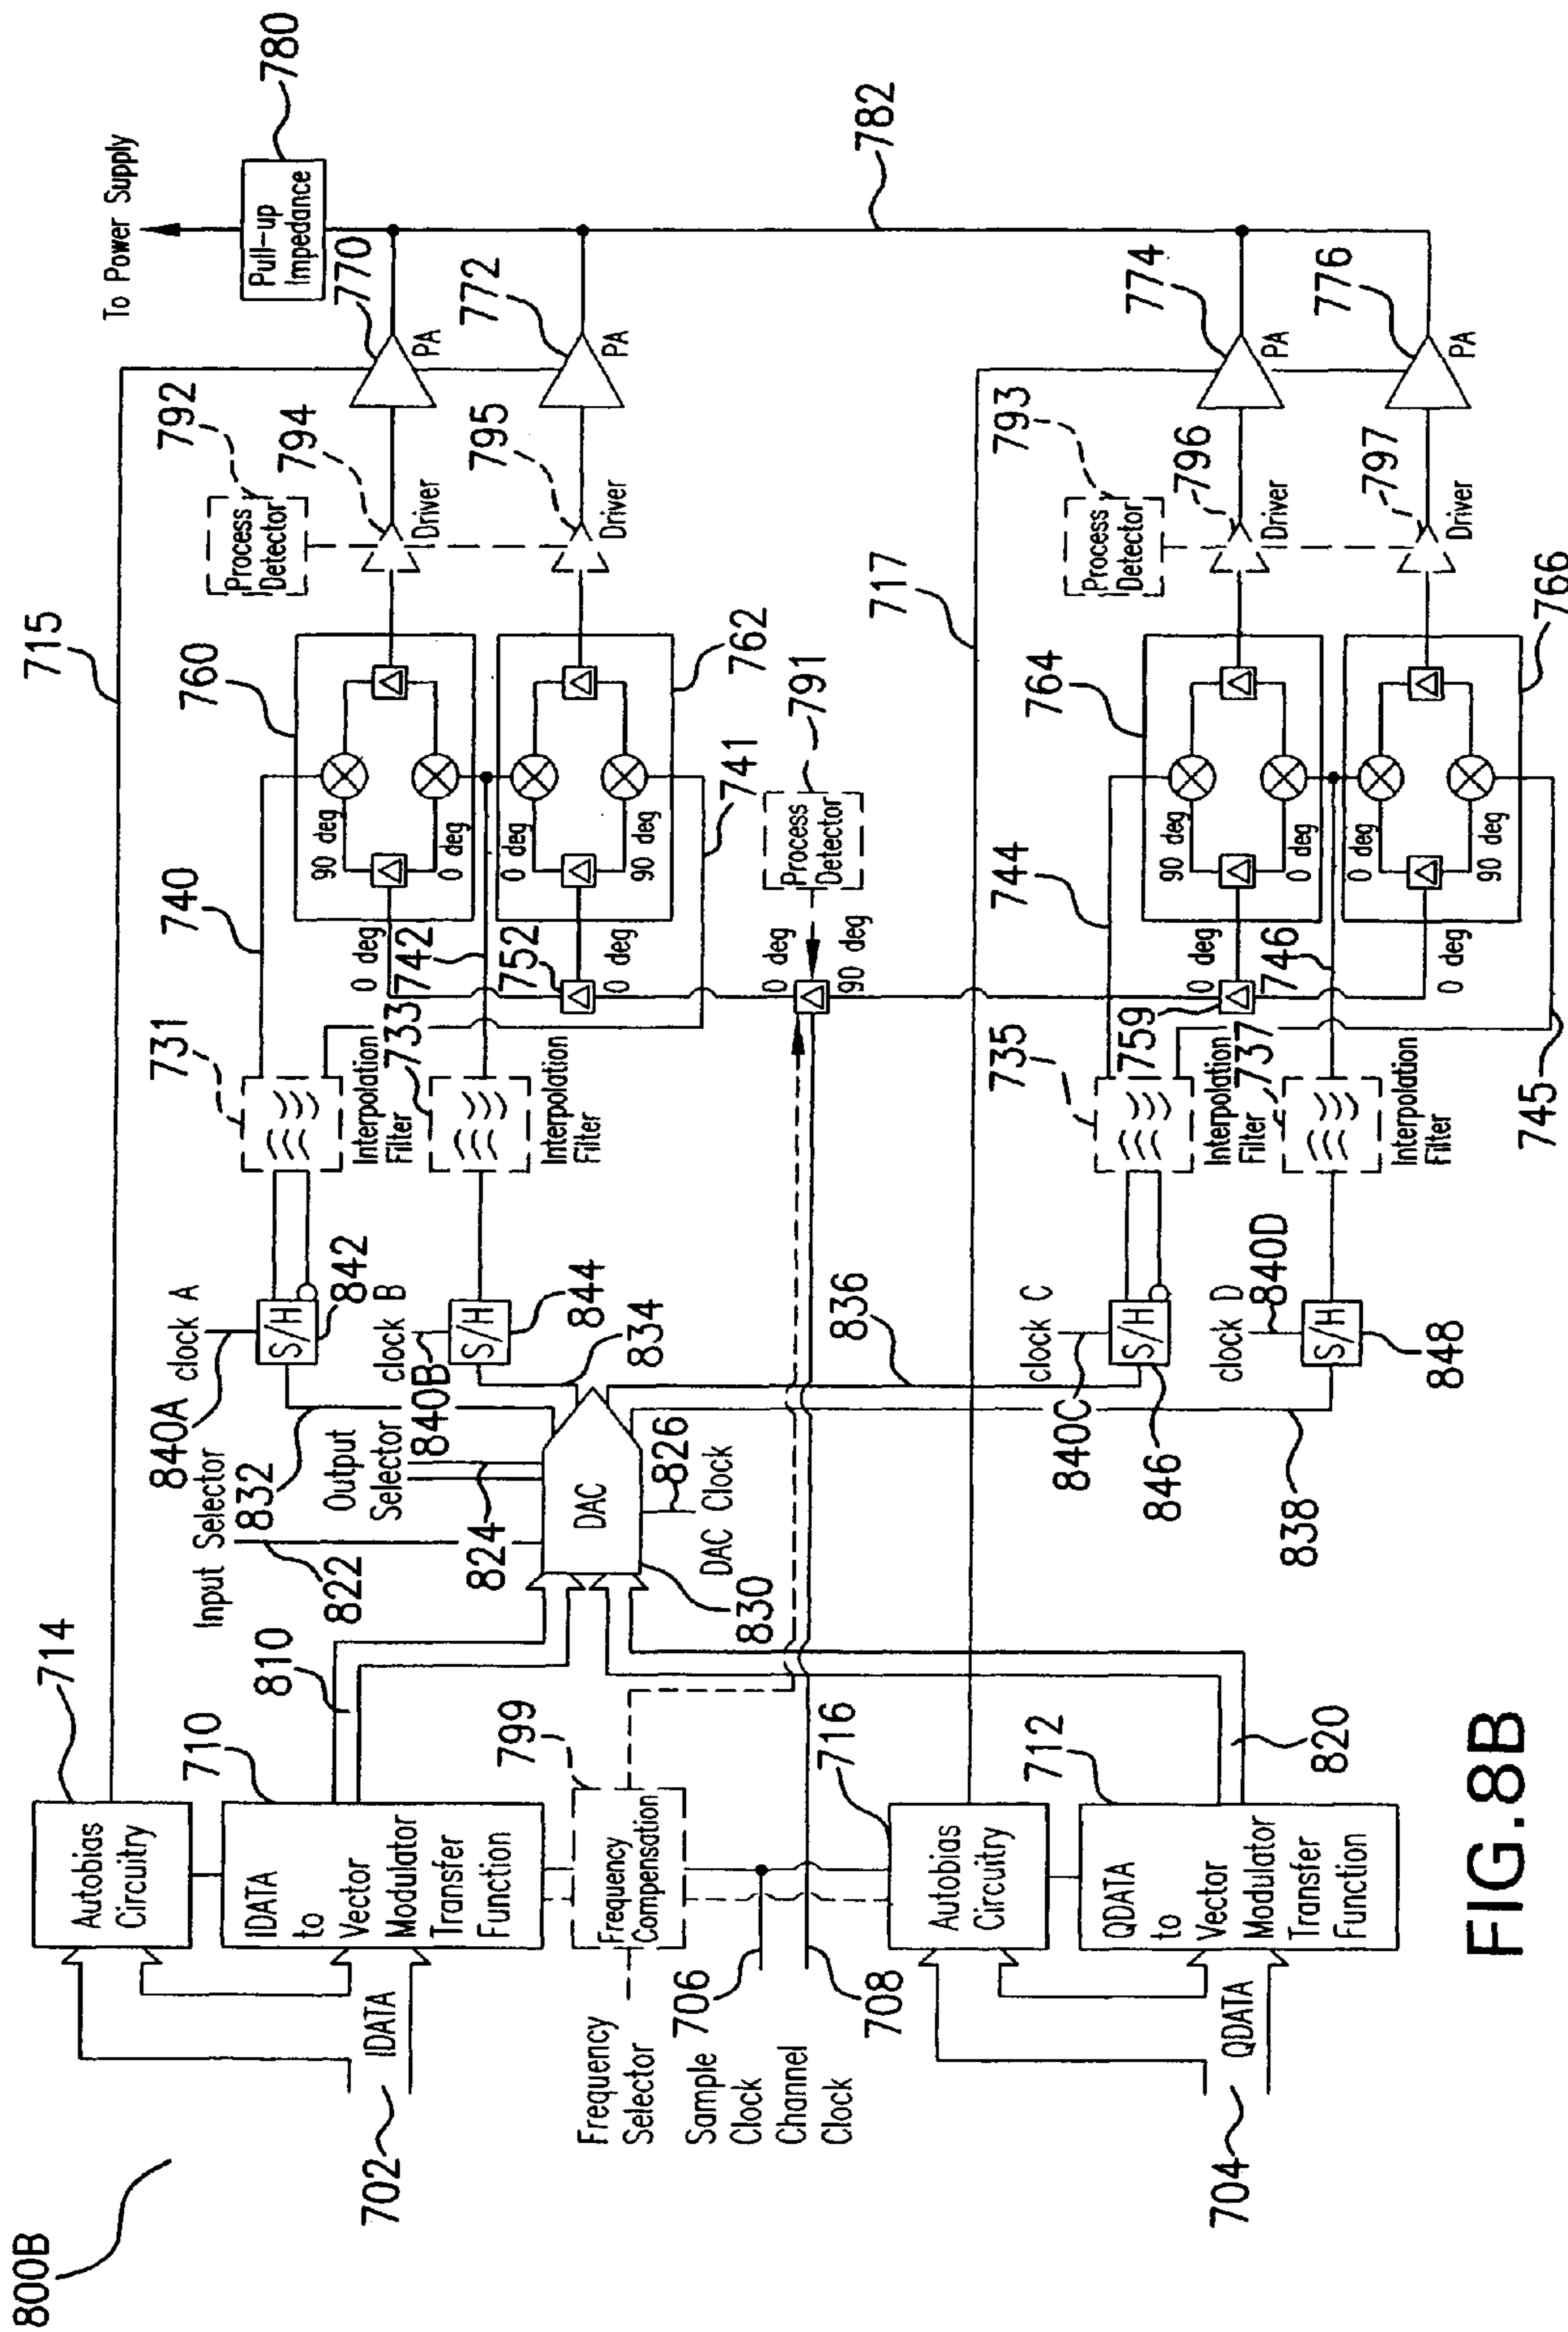 800B
702
IDATA
714
Autobias
Circuitry
710
IDATA
to
Vector
Modulator
Transfer
Function
810
715
Input Selector
822
840A
832
clock A
S/H
842
731
Interpolation
Filter
740
Output
Selector
824
840B
clock B
S/H
844
834
733
Interpolation
Filter
742
741
DAC
826
DAC Clock
830
760
90 deg
0 deg
0 deg
752
0 deg
762
0 deg
90 deg
792
Process
Detector
794
Driver
795
Driver
770
PA
772
PA
To Power Supply
Pull-up
Impedance
780
782
Frequency
Selector
799
Frequency
Compensation
706
Sample
Clock
Channel
Clock
708
791
Process
Detector
0 deg
90 deg
704
QDATA
716
Autobias
Circuitry
712
QDATA
to
Vector
Modulator
Transfer
Function
820
717
836
838
840C
clock C
S/H
846
735
Interpolation
Filter
744
clock D
840D
S/H
848
737
Interpolation
Filter
746
745
759
0 deg
0 deg
764
90 deg
0 deg
766
0 deg
90 deg
793
Process
Detector
796
Driver
797
Driver
774
PA
776
PA
FIG.8B